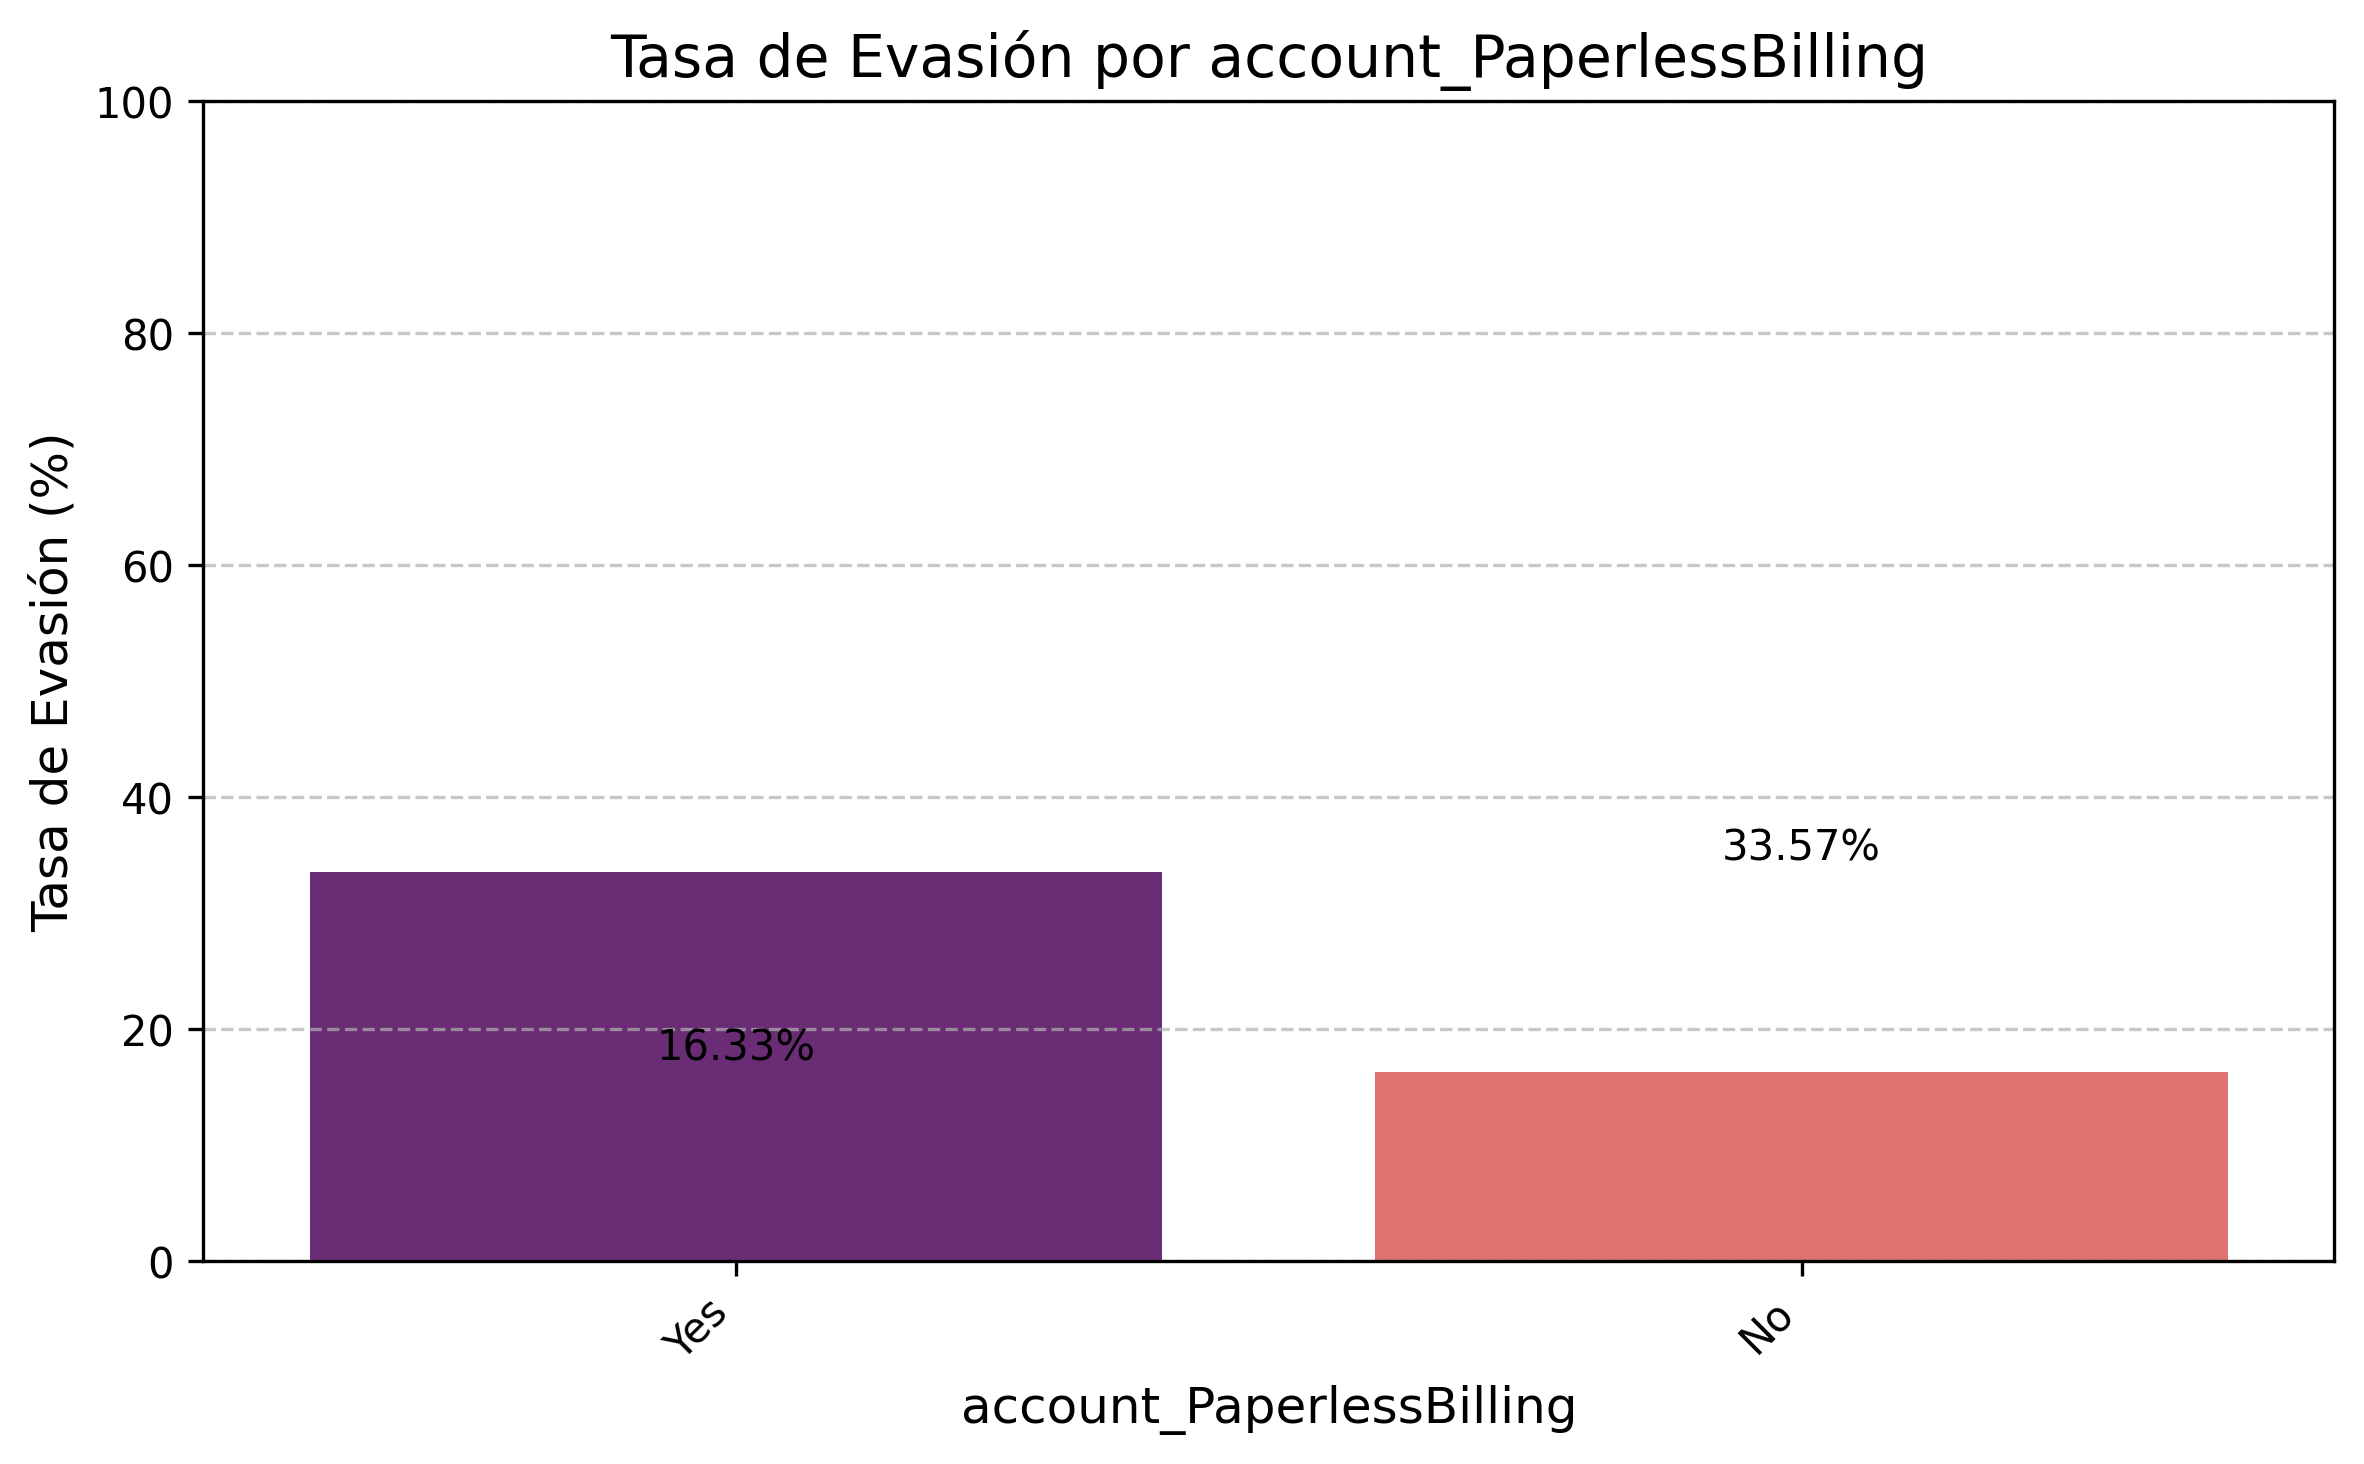 Tasa de Evasión por account_PaperlessBilling
Tasa de Evasión (%)
100
80
60
40
20
0
33.57%
16.33%
Yes
No
account_PaperlessBilling